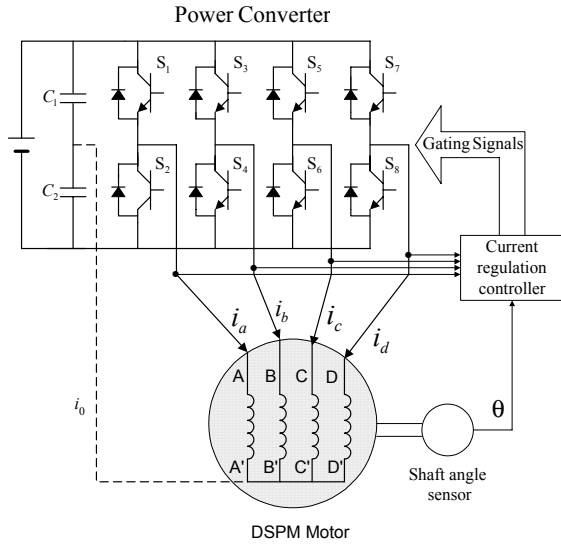 Power Converter
S1 S3 S5 S7
C1
Gating Signals
S2 S4 S6 S8
C2
Current
regulation
controller
ia ib ic id
A B C D
i0
θ
A' B' C' D'
Shaft angle
sensor
DSPM Motor